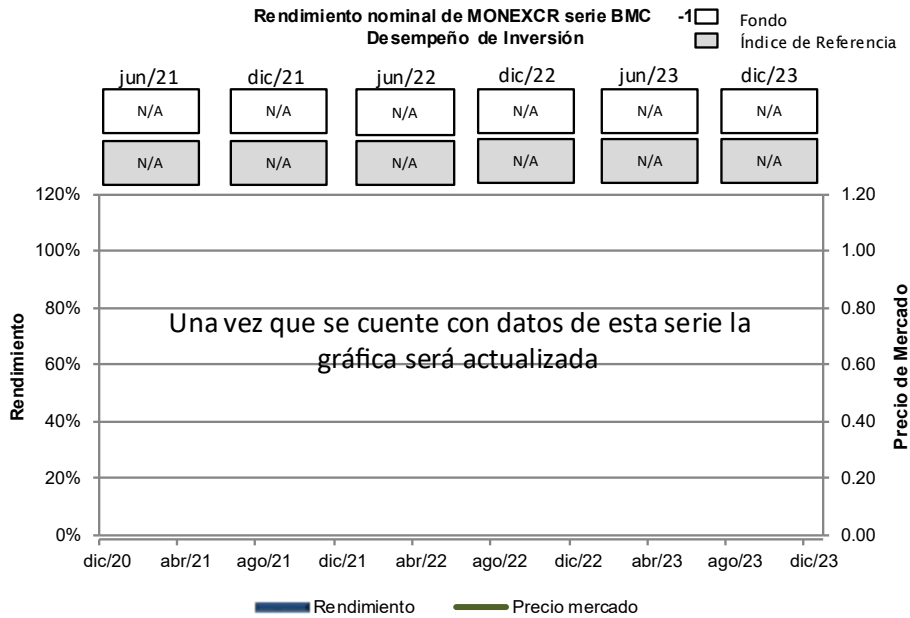 Rendimiento nominal de MONEXCR serie BMC -1
Desempeño de Inversión
Fondo
Índice de Referencia
jun/21 dic/21 jun/22 dic/22 jun/23 dic/23
N/A N/A N/A N/A N/A N/A
N/A N/A N/A N/A N/A N/A
120% 1.20
100% 1.00
80% 0.80
60% 0.60
40% 0.40
20% 0.20
0% 0.00
Rendimiento
Precio de Mercado
Una vez que se cuente con datos de esta serie la
gráfica será actualizada
dic/20 abr/21 ago/21 dic/21 abr/22 ago/22 dic/22 abr/23 ago/23 dic/23
Rendimiento Precio mercado